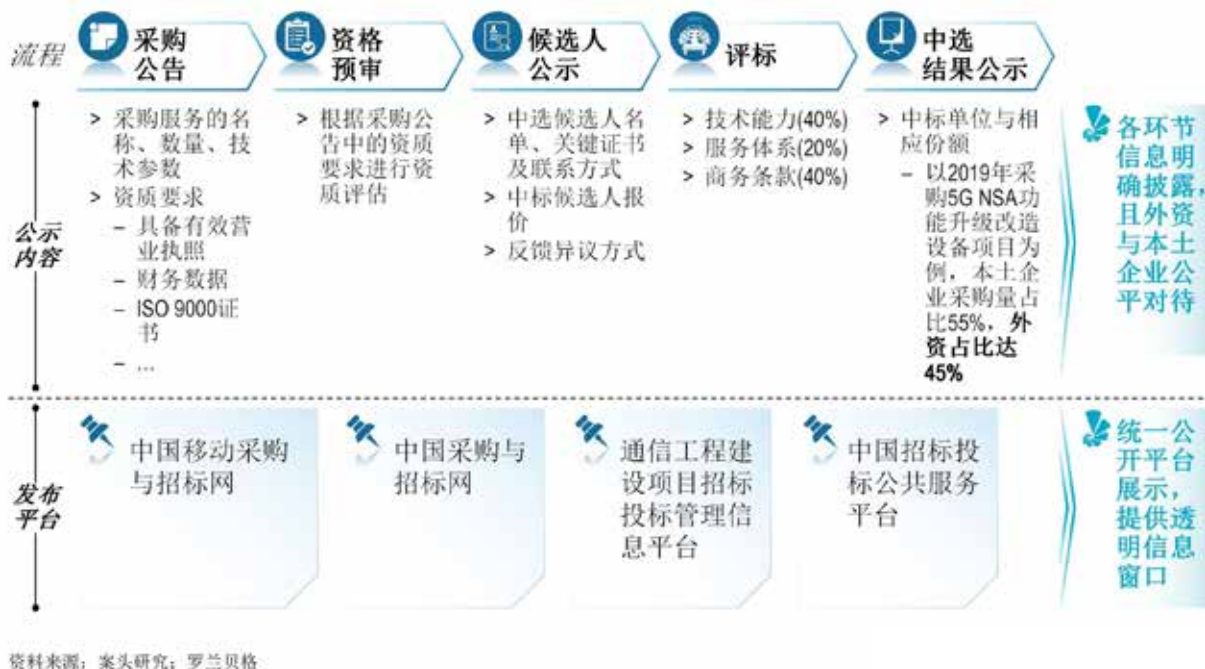 流程
采购
公告
资格
预审
候选人
公示
评标
中选
结果公示
公示
内容
> 采购服务的名
称、数量、技
术参数
> 资质要求
– 具备有效营
业执照
– 财务数据
– ISO 9000证
书
– ...
> 根据采购公
告中的资质
要求进行资
质评估
> 中选候选人名
单、关键证书
及联系方式
> 中标候选人报
价
> 反馈异议方式
> 技术能力(40%)
> 服务体系(20%)
> 商务条款(40%)
> 中标单位与相
应份额
– 以2019年采
购5G NSA功
能升级改造
设备项目为
例，本土企
业采购量占
比55%，外
资占比达
45%
各环节
信息明
确披露，
且外资
与本土
企业公
平对待
发布
平台
中国移动采购
与招标网
中国采购与
招标网
通信工程建
设项目招标
投标管理信
息平台
中国招标投
标公共服务
平台
统一公
开平台
展示，
提供透
明信息
窗口
资料来源：案头研究；罗兰贝格